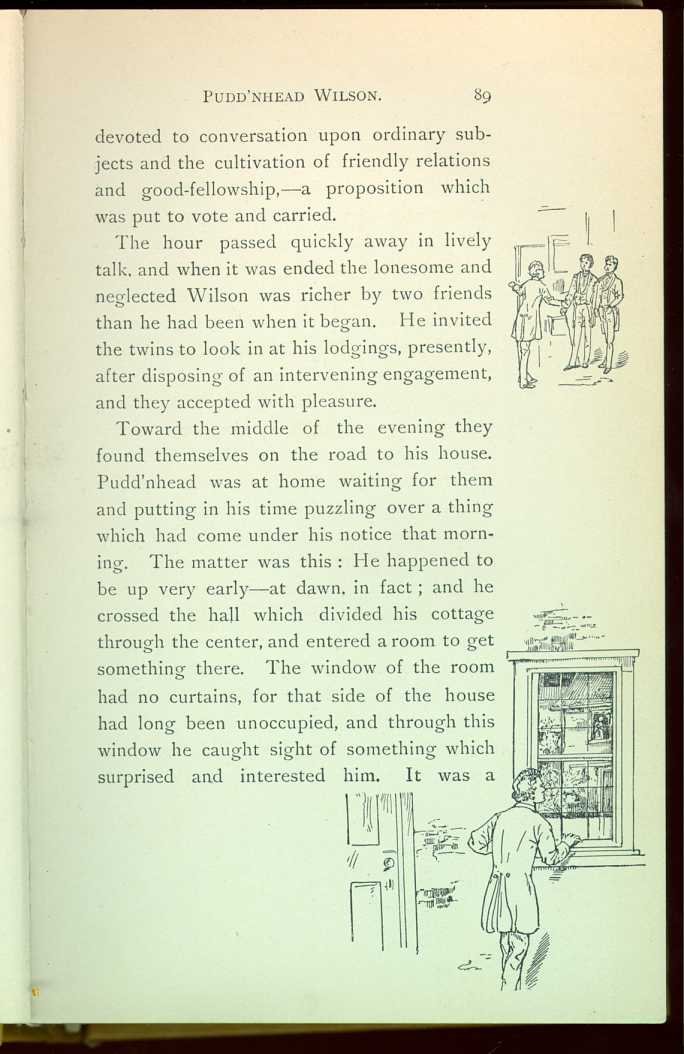 PUDD'NHEAD WILSON. 89
devoted to conversation upon ordinary sub-
jects and the cultivation of friendly relations
and good-fellowship,—a proposition which
was put to vote and carried.
The hour passed quickly away in lively
talk, and when it was ended the lonesome and
neglected Wilson was richer by two friends
than he had been when it began. He invited
the twins to look in at his lodgings, presently,
after disposing of an intervening engagement,
and they accepted with pleasure.
Toward the middle of the evening they
found themselves on the road to his house.
Pudd'nhead was at home waiting for them
and putting in his time puzzling over a thing
which had come under his notice that morn-
ing. The matter was this: He happened to
be up very early—at dawn, in fact; and he
crossed the hall which divided his cottage
through the center, and entered a room to get
something there. The window of the room
had no curtains, for that side of the house
had long been unoccupied, and through this
window he caught sight of something which
surprised and interested him. It was a